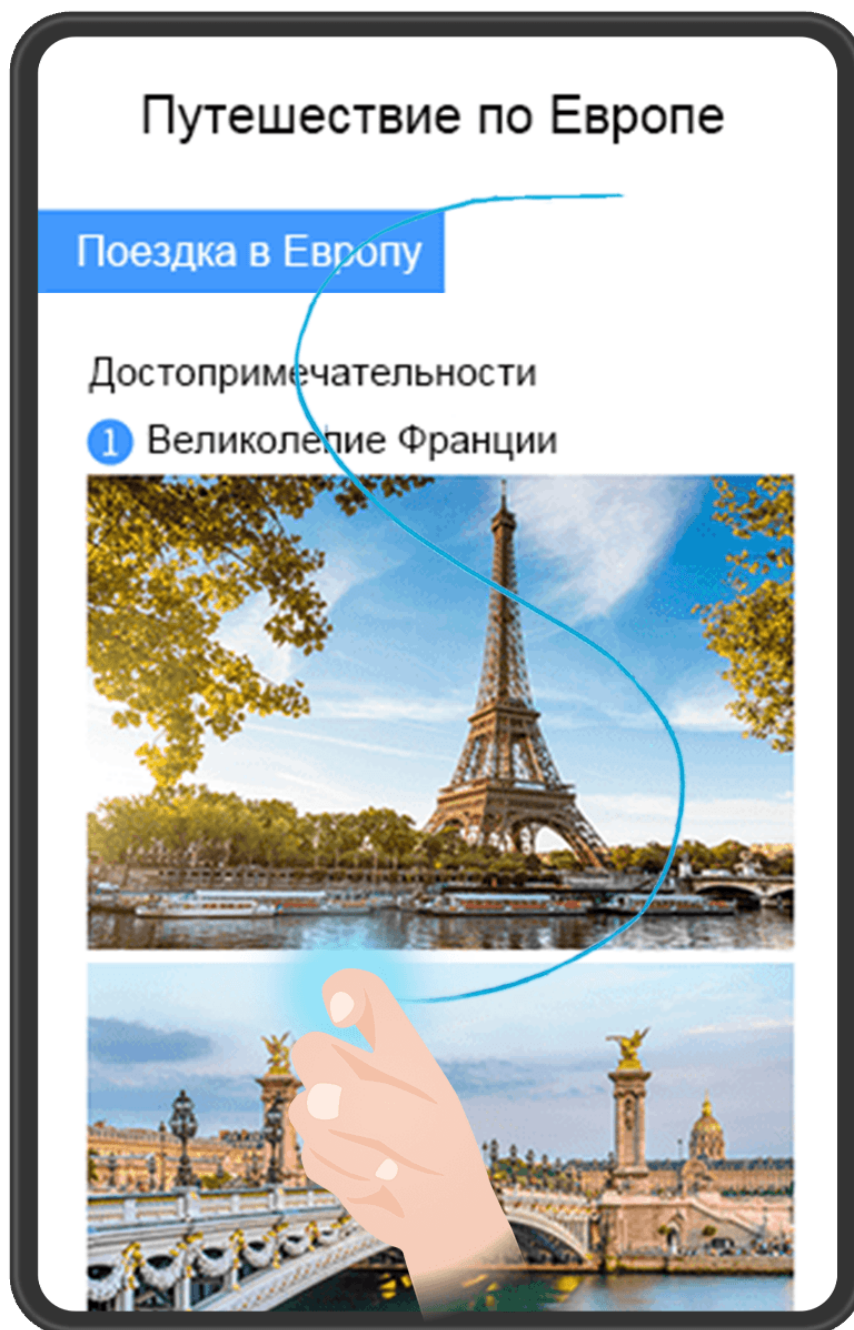 Путешествие по Европе
Поездка в Европу
Достопримечательности
1 Великолепие Франции